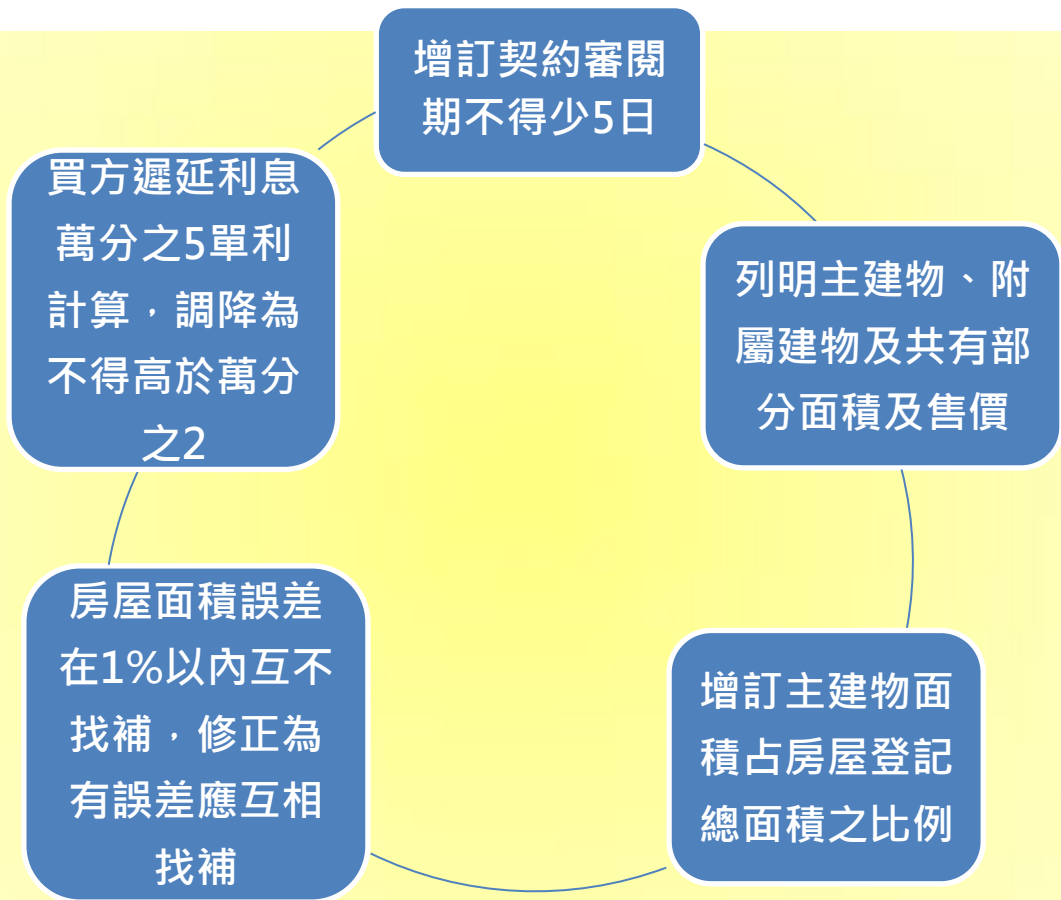 增訂契約審閱
期不得少5日
列明主建物、附
屬建物及共有部
分面積及售價
增訂主建物面
積占房屋登記
總面積之比例
房屋面積誤差
在1%以內互不
找補，修正為
有誤差應互相
找補
買方遲延利息
萬分之5單利
計算，調降為
不得高於萬分
之2